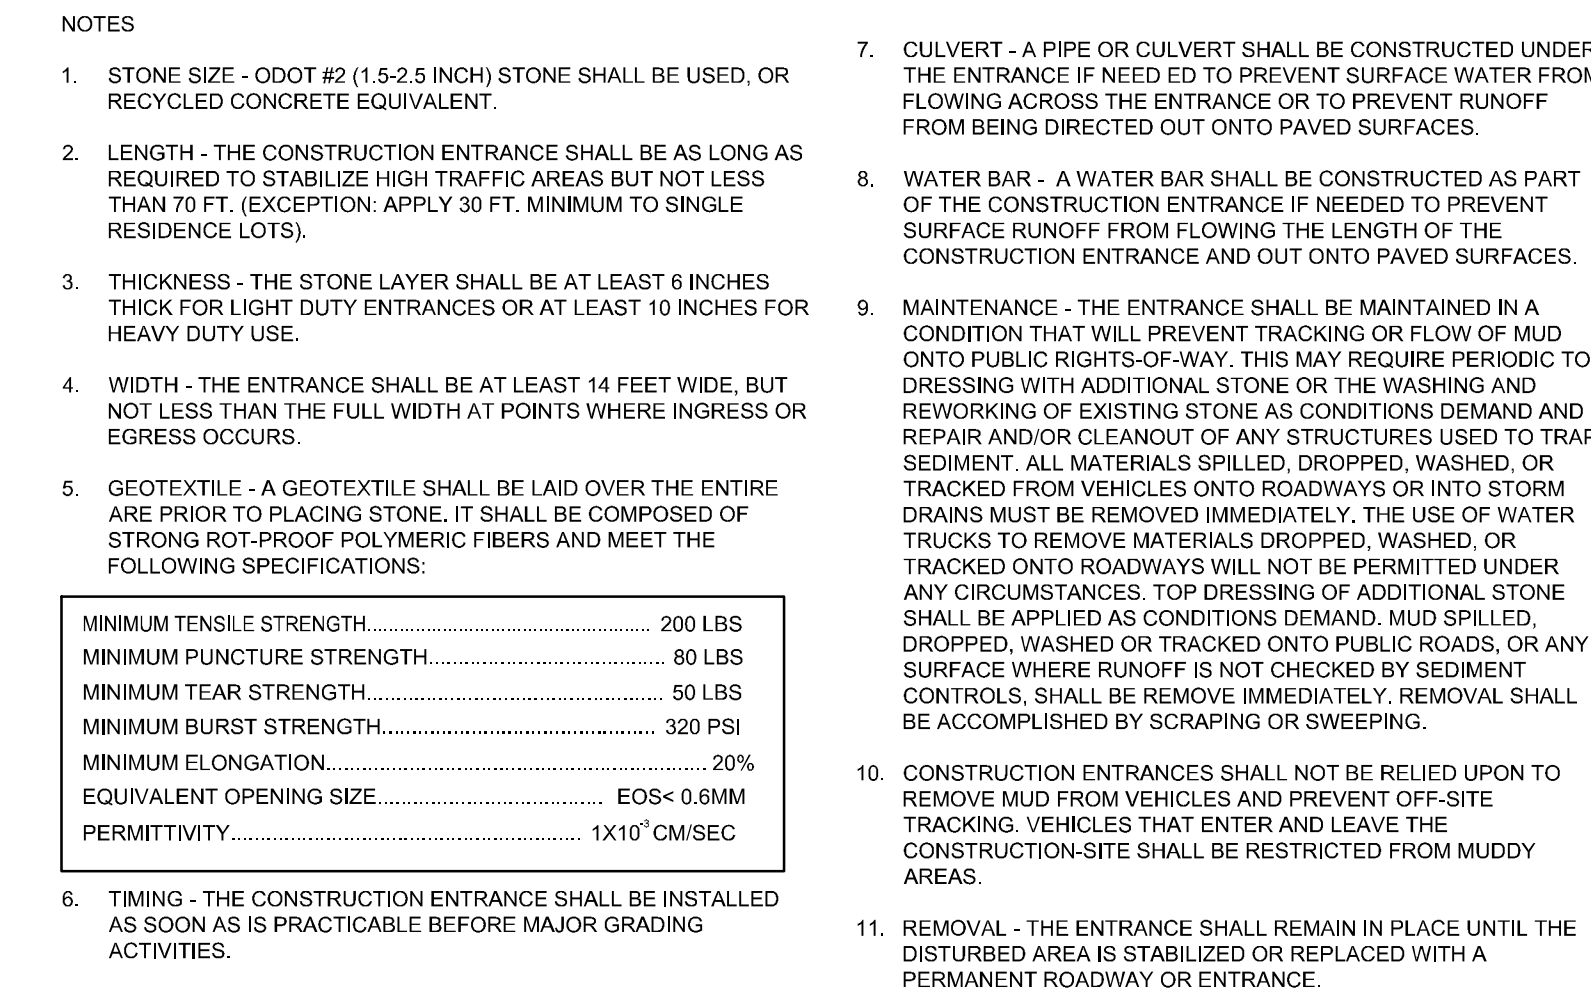 NOTES
1. STONE SIZE - ODOT #2 (1.5-2.5 INCH) STONE SHALL BE USED, OR
RECYCLED CONCRETE EQUIVALENT.
2. LENGTH - THE CONSTRUCTION ENTRANCE SHALL BE AS LONG AS
REQUIRED TO STABILIZE HIGH TRAFFIC AREAS BUT NOT LESS
THAN 70 FT. (EXCEPTION: APPLY 30 FT. MINIMUM TO SINGLE
RESIDENCE LOTS).
3. THICKNESS - THE STONE LAYER SHALL BE AT LEAST 6 INCHES
THICK FOR LIGHT DUTY ENTRANCES OR AT LEAST 10 INCHES FOR
HEAVY DUTY USE.
4. WIDTH - THE ENTRANCE SHALL BE AT LEAST 14 FEET WIDE, BUT
NOT LESS THAN THE FULL WIDTH AT POINTS WHERE INGRESS OR
EGRESS OCCURS.
5. GEOTEXTILE - A GEOTEXTILE SHALL BE LAID OVER THE ENTIRE
ARE PRIOR TO PLACING STONE. IT SHALL BE COMPOSED OF
STRONG ROT-PROOF POLYMERIC FIBERS AND MEET THE
FOLLOWING SPECIFICATIONS:
MINIMUM TENSILE STRENGTH.................................................. 200 LBS
MINIMUM PUNCTURE STRENGTH........................................ 80 LBS
MINIMUM TEAR STRENGTH.................................................. 50 LBS
MINIMUM BURST STRENGTH.............................................. 320 PSI
MINIMUM ELONGATION................................................................ 20%
EQUIVALENT OPENING SIZE...................................... EOS< 0.6MM
PERMITTIVITY........................................................... 1X10⁻³ CM/SEC
6. TIMING - THE CONSTRUCTION ENTRANCE SHALL BE INSTALLED
AS SOON AS IS PRACTICABLE BEFORE MAJOR GRADING
ACTIVITIES.
7. CULVERT - A PIPE OR CULVERT SHALL BE CONSTRUCTED UNDER
THE ENTRANCE IF NEED ED TO PREVENT SURFACE WATER FROM
FLOWING ACROSS THE ENTRANCE OR TO PREVENT RUNOFF
FROM BEING DIRECTED OUT ONTO PAVED SURFACES.
8. WATER BAR - A WATER BAR SHALL BE CONSTRUCTED AS PART
OF THE CONSTRUCTION ENTRANCE IF NEEDED TO PREVENT
SURFACE RUNOFF FROM FLOWING THE LENGTH OF THE
CONSTRUCTION ENTRANCE AND OUT ONTO PAVED SURFACES.
9. MAINTENANCE - THE ENTRANCE SHALL BE MAINTAINED IN A
CONDITION THAT WILL PREVENT TRACKING OR FLOW OF MUD
ONTO PUBLIC RIGHTS-OF-WAY. THIS MAY REQUIRE PERIODIC TO
DRESSING WITH ADDITIONAL STONE OR THE WASHING AND
REWORKING OF EXISTING STONE AS CONDITIONS DEMAND AND
REPAIR AND/OR CLEANOUT OF ANY STRUCTURES USED TO TRAP
SEDIMENT. ALL MATERIALS SPILLED, DROPPED, WASHED, OR
TRACKED FROM VEHICLES ONTO ROADWAYS OR INTO STORM
DRAINS MUST BE REMOVED IMMEDIATELY. THE USE OF WATER
TRUCKS TO REMOVE MATERIALS DROPPED, WASHED, OR
TRACKED ONTO ROADWAYS WILL NOT BE PERMITTED UNDER
ANY CIRCUMSTANCES. TOP DRESSING OF ADDITIONAL STONE
SHALL BE APPLIED AS CONDITIONS DEMAND. MUD SPILLED,
DROPPED, WASHED OR TRACKED ONTO PUBLIC ROADS, OR ANY
SURFACE WHERE RUNOFF IS NOT CHECKED BY SEDIMENT
CONTROLS, SHALL BE REMOVE IMMEDIATELY. REMOVAL SHALL
BE ACCOMPLISHED BY SCRAPING OR SWEEPING.
10. CONSTRUCTION ENTRANCES SHALL NOT BE RELIED UPON TO
REMOVE MUD FROM VEHICLES AND PREVENT OFF-SITE
TRACKING. VEHICLES THAT ENTER AND LEAVE THE
CONSTRUCTION-SITE SHALL BE RESTRICTED FROM MUDDY
AREAS.
11. REMOVAL - THE ENTRANCE SHALL REMAIN IN PLACE UNTIL THE
DISTURBED AREA IS STABILIZED OR REPLACED WITH A
PERMANENT ROADWAY OR ENTRANCE.